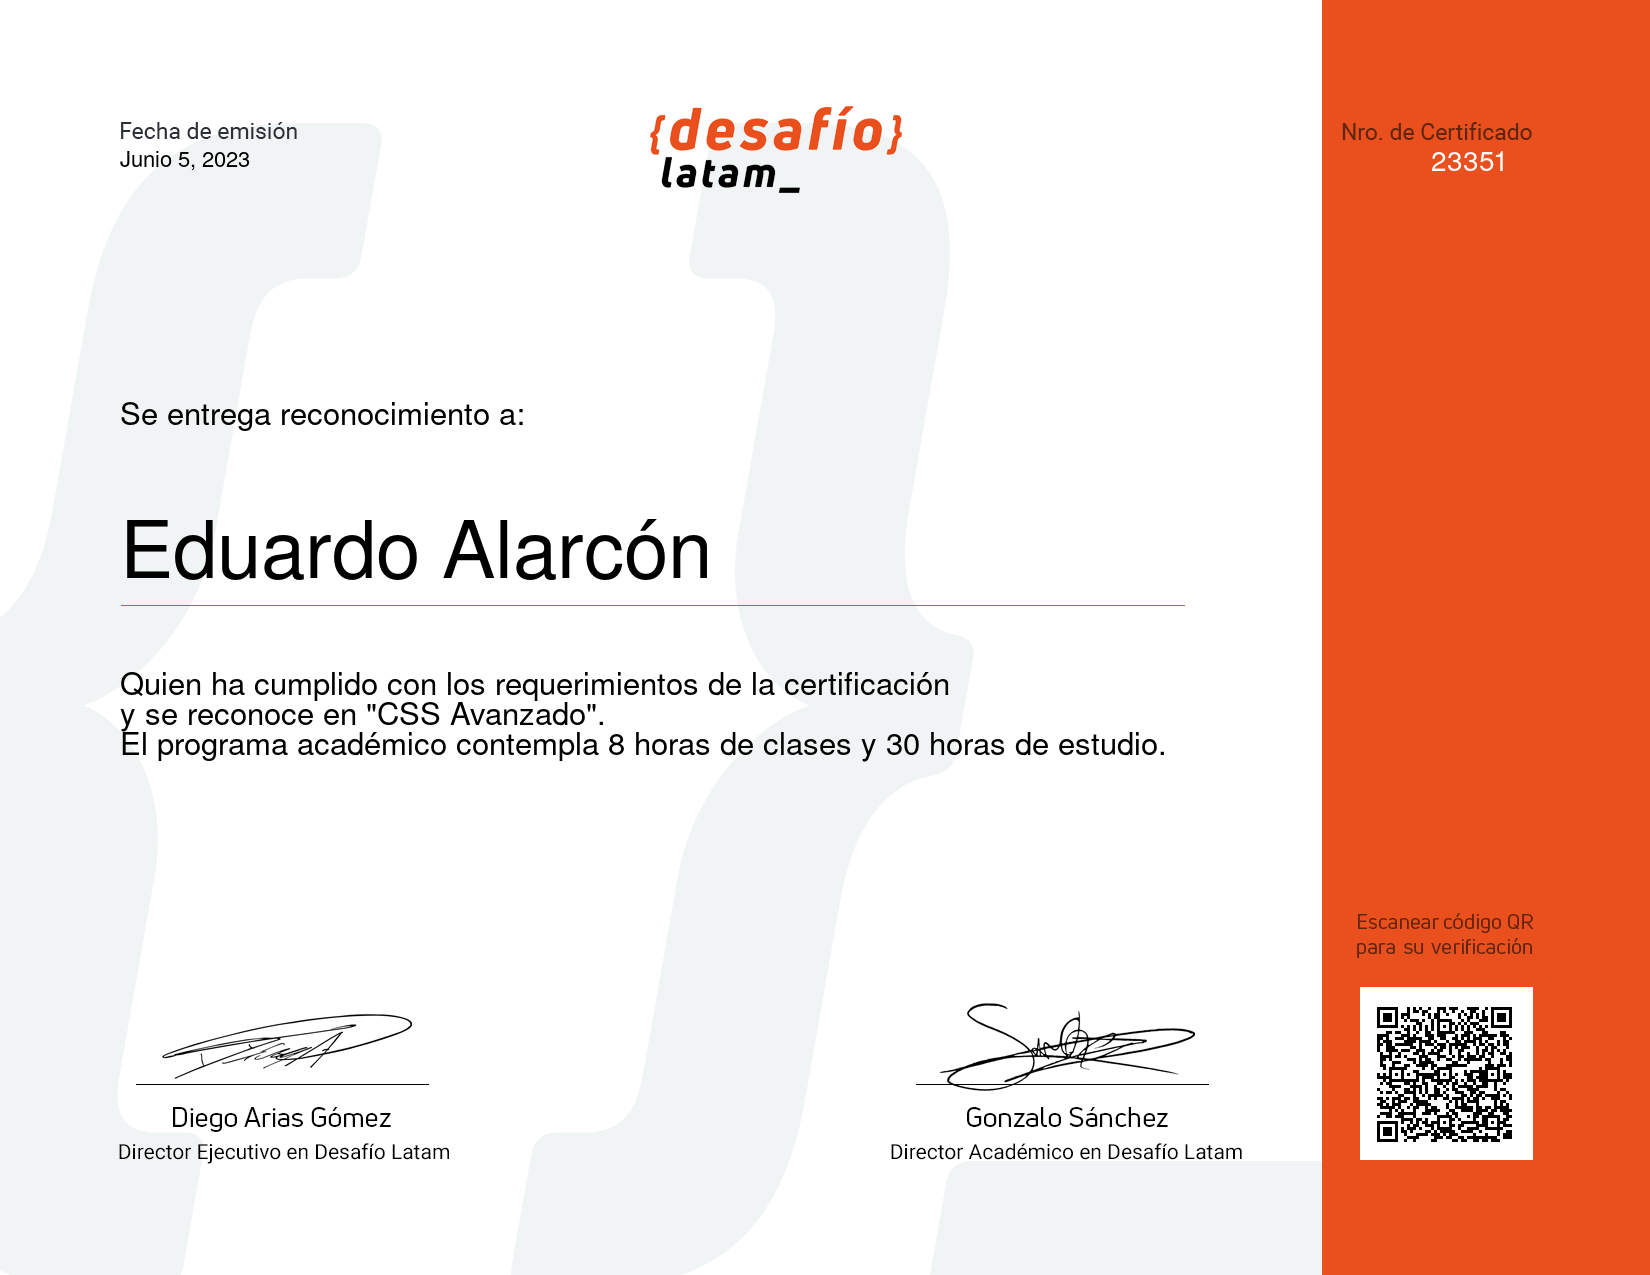 Fecha de emisión
Junio 5, 2023
{desafío}
latam_
Nro. de Certificado
23351
Se entrega reconocimiento a:
Eduardo Alarcón
Quien ha cumplido con los requerimientos de la certificación
y se reconoce en "CSS Avanzado".
El programa académico contempla 8 horas de clases y 30 horas de estudio.
Escanear código QR
para su verificación
Diego Arias Gómez
Director Ejecutivo en Desafío Latam
Gonzalo Sánchez
Director Académico en Desafío Latam